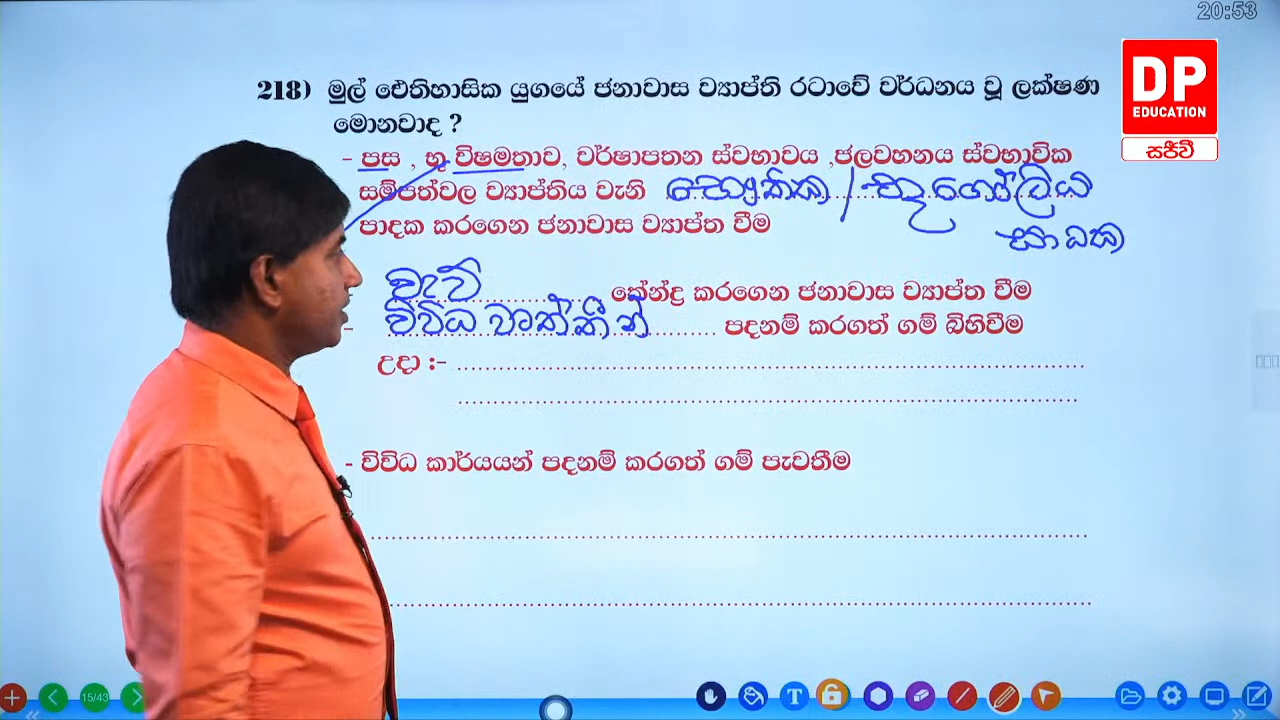 20:53
DP
EDUCATION
සජීවී
218) මුල් ඓතිහාසික යුගයේ ජනාවාස ව්‍යාප්ති රටාවේ වර්ධනය වූ ලක්ෂණ
මොනවාද ?
- පස , භූ විෂමතාව, වර්ෂාපතන ස්වභාවය ,ජලවහනය ස්වභාවික
සම්පත්වල ව්‍යාප්තිය වැනි භෞතික / භූගෝලීය
සාධක
පාදක කරගෙන ජනාවාස ව්‍යාප්ත වීම
වැව් ........ කේන්ද්‍ර කරගෙන ජනාවාස ව්‍යාප්ත වීම
- විවිධ වෘත්තීන් ........ පදනම් කරගත් ගම් බිහිවීම
උදා :- ........
- විවිධ කාර්යයන් පදනම් කරගත් ගම් පැවතීම
15/43
T